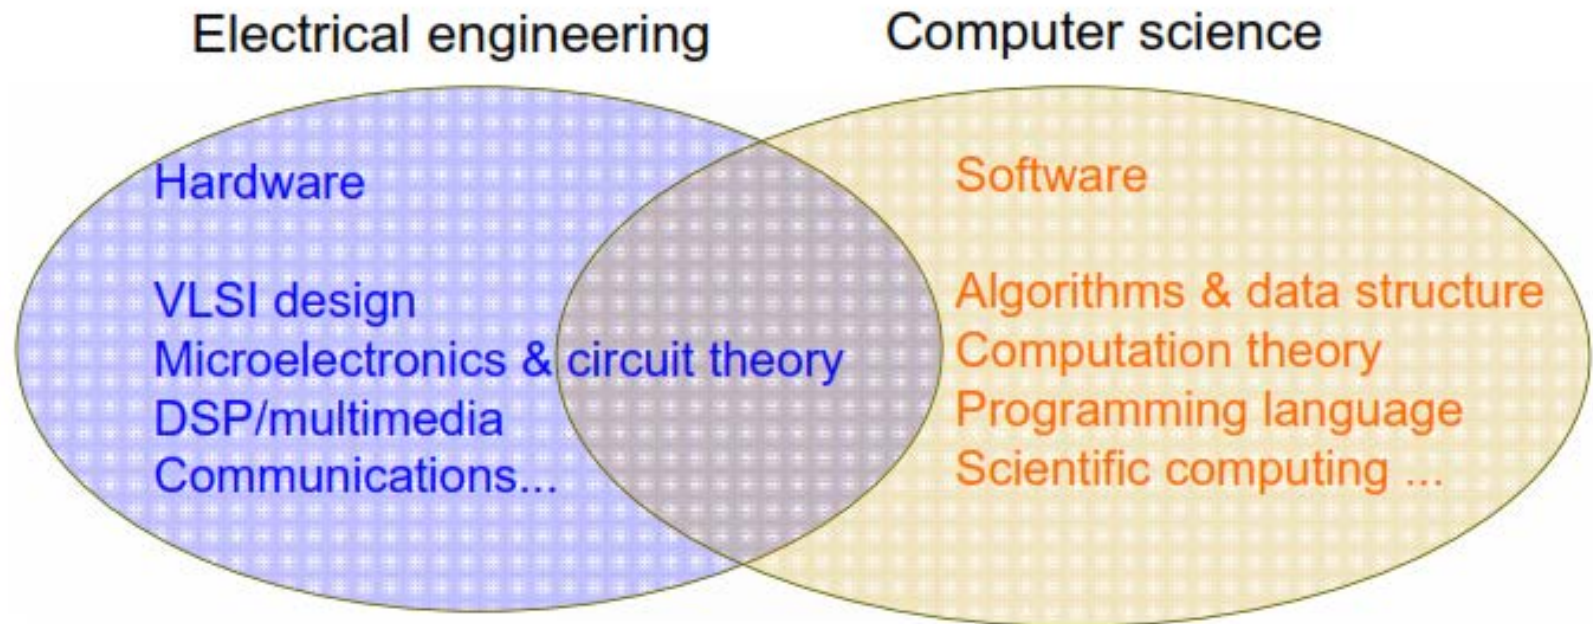 Electrical engineering
Computer science
Hardware
VLSI design
Microelectronics & circuit theory
DSP/multimedia
Communications...
Software
Algorithms & data structure
Computation theory
Programming language
Scientific computing ...